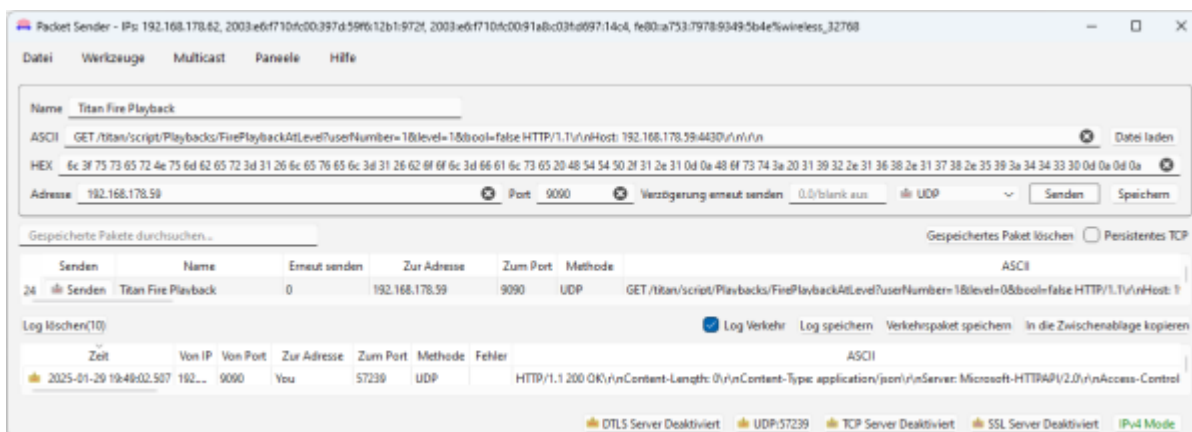 Packet Sender - IPs: 192.168.178.62, 2003:e6:f710:fc00:397d:59f6:12b1:972f, 2003:e6:f710:fc00:91a8:c03f:d697:14c4, fe80::a753:7978:9349:5b4e%wireless_32768
Datei Werkzeuge Multicast Paneele Hilfe
Name Titan Fire Playback
ASCII GET /titan/script/Playbacks/FirePlaybackAtLevel?userNumber=1&level=1&bool=false HTTP/1.1\r\nHost: 192.168.178.59:4430\r\n\r\n Datei laden
HEX 6c 3f 75 73 65 72 4e 75 6d 62 65 72 3d 31 26 6c 65 76 65 6c 3d 31 26 62 6f 6f 6c 3d 66 61 6c 73 65 20 48 54 54 50 2f 31 2e 31 0d 0a 48 6f 73 74 3a 20 31 39 32 2e 31 36 38 2e 31 37 38 2e 35 39 3a 34 34 33 30 0d 0a 0d 0a
Adresse 192.168.178.59 Port 9090 Verzögerung erneut senden 0.0/blank aus UDP Senden Speichern
Gespeicherte Pakete durchsuchen... Gespeichertes Paket löschen Persistentes TCP
Senden Name Erneut senden Zur Adresse Zum Port Methode ASCII
24 Senden Titan Fire Playback 0 192.168.178.59 9090 UDP GET /titan/script/Playbacks/FirePlaybackAtLevel?userNumber=1&level=0&bool=false HTTP/1.1\r\nHost: 1
Log löschen(10) Log Verkehr Log speichern Verkehrspaket speichern In die Zwischenablage kopieren
Zeit Von IP Von Port Zur Adresse Zum Port Methode Fehler ASCII
2025-01-29 19:49:02.507 192.... 9090 You 57239 UDP HTTP/1.1 200 OK\r\nContent-Length: 0\r\nContent-Type: application/json\r\nServer: Microsoft-HTTPAPI/2.0\r\nAccess-Control
DTLS Server Deaktiviert UDP:57239 TCP Server Deaktiviert SSL Server Deaktiviert IPv4 Mode